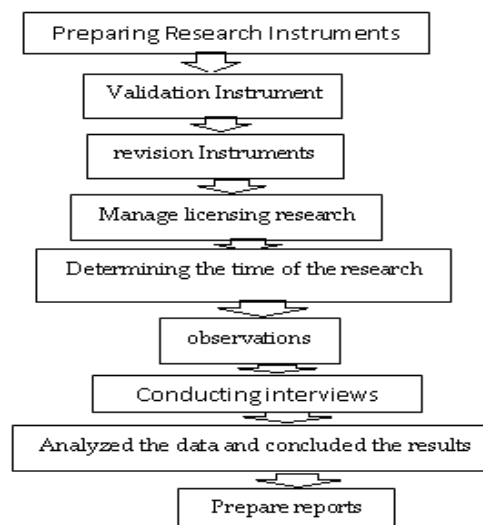 Preparing Research Instruments
Validation Instrument
revision Instruments
Manage licensing research
Determining the time of the research
observations
Conducting interviews
Analyzed the data and concluded the results
Prepare reports